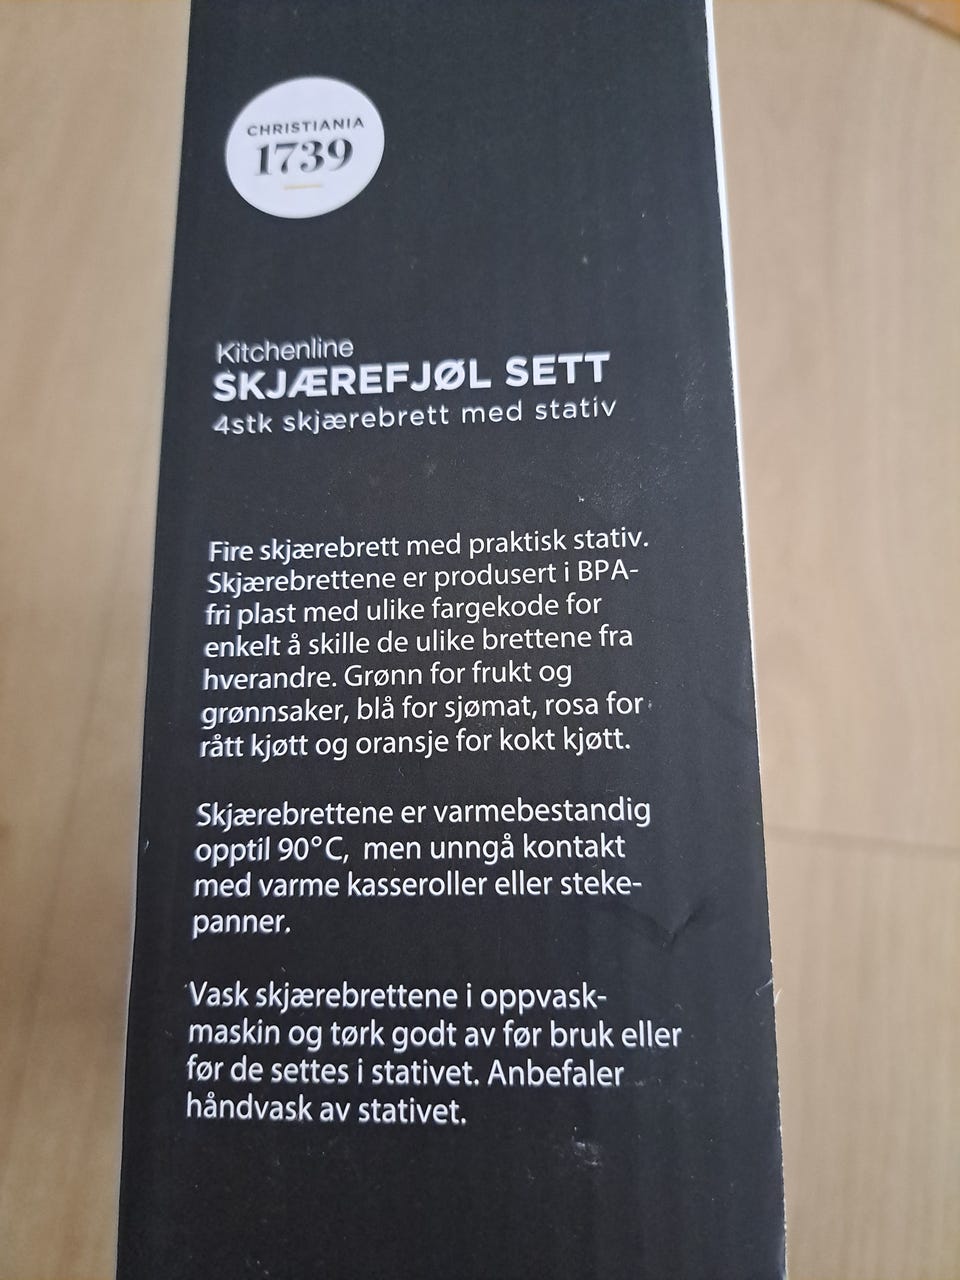 CHRISTIANIA
1739
Kitchenline
SKJÆREFJØL SETT
4stk skjærebrett med stativ
Fire skjærebrett med praktisk stativ.
Skjærebrettene er produsert i BPA-
fri plast med ulike fargekode for
enkelt å skille de ulike brettene fra
hverandre. Grønn for frukt og
grønnsaker, blå for sjømat, rosa for
rått kjøtt og oransje for kokt kjøtt.
Skjærebrettene er varmebestandig
opptil 90°C, men unngå kontakt
med varme kasseroller eller steke-
panner.
Vask skjærebrettene i oppvask-
maskin og tørk godt av før bruk eller
før de settes i stativet. Anbefaler
håndvask av stativet.